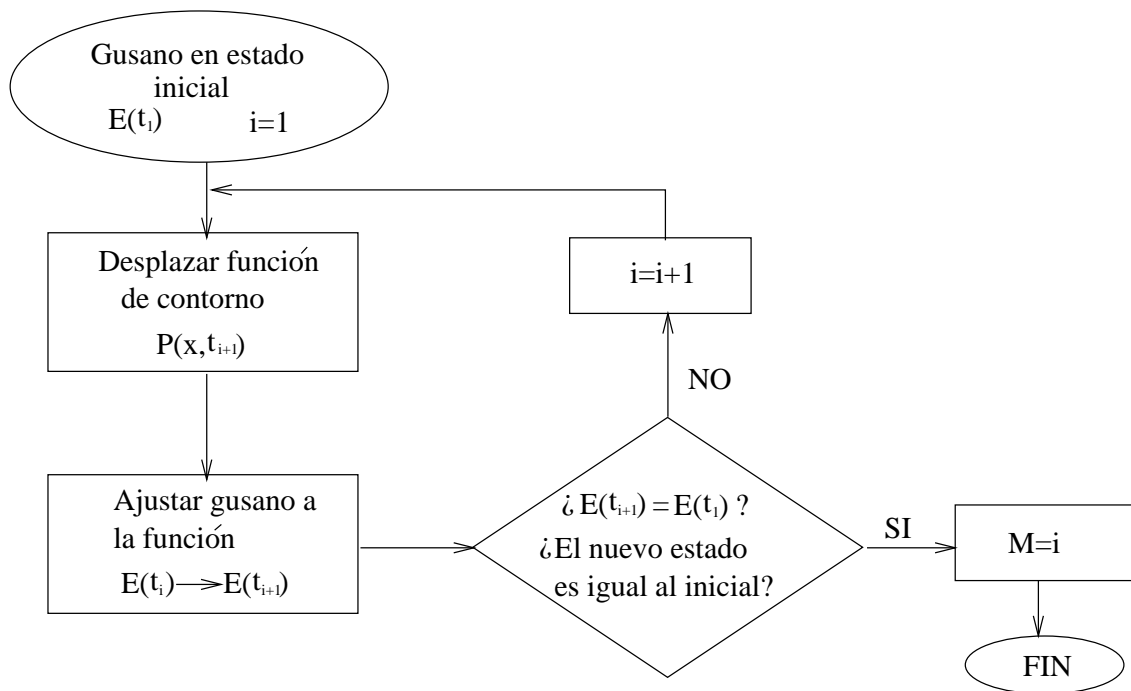 Gusano en estado
inicial
E(t₁) i=1
Desplazar función
de contorno
P(x,tᵢ₊₁)
i=i+1
NO
Ajustar gusano a
la función
E(tᵢ)⟶E(tᵢ₊₁)
¿ E(tᵢ₊₁) = E(t₁) ?
¿El nuevo estado
es igual al inicial?
SI
M=i
FIN